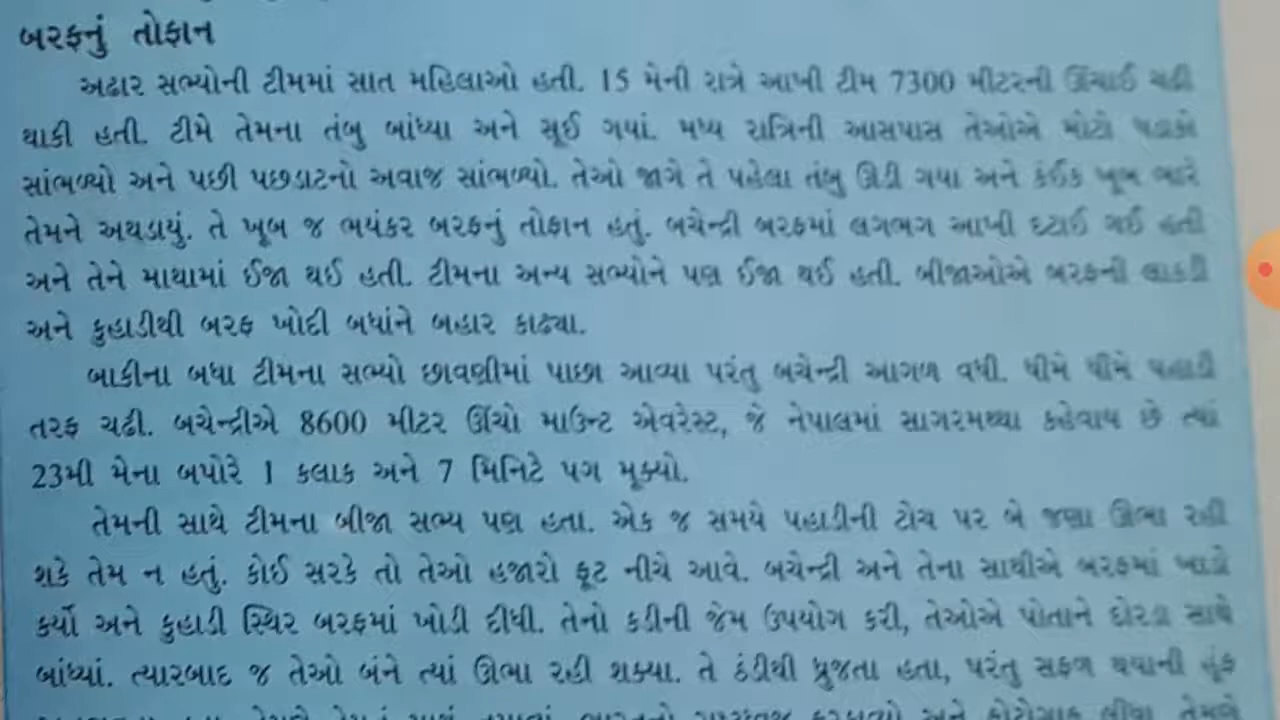 બરફનું તોફાન
અઢાર સભ્યોની ટીમમાં સાત મહિલાઓ હતી. 15 મેની રાત્રે આખી ટીમ 7300 મીટરની ઊંચાઈ ચઢી
થાકી હતી. ટીમે તેમના તંબુ બાંધ્યા અને સૂઈ ગયાં. મધ્ય રાત્રિની આસપાસ તેઓએ મોટો ધડાકો
સાંભળ્યો અને પછી પછડાટનો અવાજ સાંભળ્યો. તેઓ જાગે તે પહેલા તંબુ ઊડી ગયા અને કંઈક ખૂબ ભારે
તેમને અથડાયું. તે ખૂબ જ ભયંકર બરફનું તોફાન હતું. બચેન્દ્રી બરફમાં લગભગ આખી દટાઈ ગઈ હતી
અને તેને માથામાં ઈજા થઈ હતી. ટીમના અન્ય સભ્યોને પણ ઈજા થઈ હતી. બીજાઓએ બરફની લાકડી
અને કુહાડીથી બરફ ખોદી બધાંને બહાર કાઢ્યા.
બાકીના બધા ટીમના સભ્યો છાવણીમાં પાછા આવ્યા પરંતુ બચેન્દ્રી આગળ વધી. ધીમે ધીમે પહાડી
તરફ ચઢી. બચેન્દ્રીએ 8600 મીટર ઊંચો માઉન્ટ એવરેસ્ટ, જે નેપાલમાં સાગરમથ્થા કહેવાય છે ત્યાં
23મી મેના બપોરે 1 કલાક અને 7 મિનિટે પગ મૂક્યો.
તેમની સાથે ટીમના બીજા સભ્ય પણ હતા. એક જ સમયે પહાડીની ટોચ પર બે જણા ઊભા રહી
શકે તેમ ન હતું. કોઈ સરકે તો તેઓ હજારો ફૂટ નીચે આવે. બચેન્દ્રી અને તેના સાથીએ બરફમાં ખાડો
કર્યો અને કુહાડી સ્થિર બરફમાં ખોડી દીધી. તેનો કડીની જેમ ઉપયોગ કરી, તેઓએ પોતાને દોરડા સાથે
બાંધ્યાં. ત્યારબાદ જ તેઓ બંને ત્યાં ઊભા રહી શક્યા. તે ઠંડીથી ધ્રુજતા હતા, પરંતુ સફળ થયાની હૂંફ